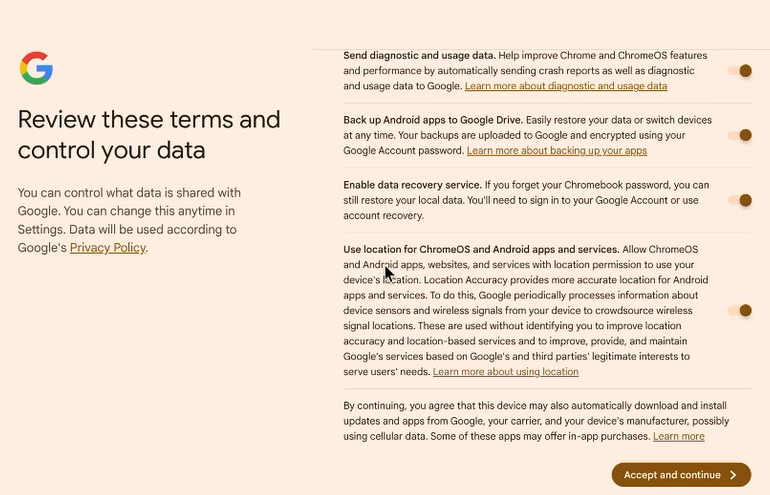 Review these terms and
control your data
You can control what data is shared with
Google. You can change this anytime in
Settings. Data will be used according to
Google's Privacy Policy.
Send diagnostic and usage data. Help improve Chrome and ChromeOS features
and performance by automatically sending crash reports as well as diagnostic
and usage data to Google. Learn more about diagnostic and usage data
Back up Android apps to Google Drive. Easily restore your data or switch devices
at any time. Your backups are uploaded to Google and encrypted using your
Google Account password. Learn more about backing up your apps
Enable data recovery service. If you forget your Chromebook password, you can
still restore your local data. You'll need to sign in to your Google Account or use
account recovery.
Use location for ChromeOS and Android apps and services. Allow ChromeOS
and Android apps, websites, and services with location permission to use your
device's location. Location Accuracy provides more accurate location for Android
apps and services. To do this, Google periodically processes information about
device sensors and wireless signals from your device to crowdsource wireless
signal locations. These are used without identifying you to improve location
accuracy and location-based services and to improve, provide, and maintain
Google's services based on Google's and third parties' legitimate interests to
serve users' needs. Learn more about using location
By continuing, you agree that this device may also automatically download and install
updates and apps from Google, your carrier, and your device's manufacturer, possibly
using cellular data. Some of these apps may offer in-app purchases. Learn more
Accept and continue